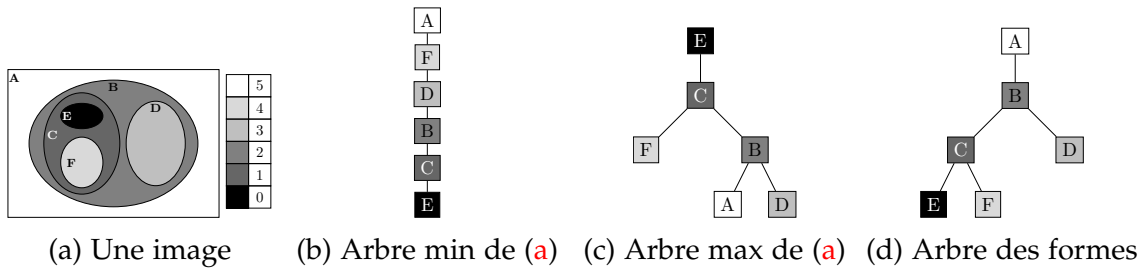 A
B
E
D
C
F
5
4
3
2
1
0
A
F
D
B
C
E
E
C
F
B
A
D
A
B
C
D
E
F
(a) Une image
(b) Arbre min de (a)
(c) Arbre max de (a)
(d) Arbre des formes